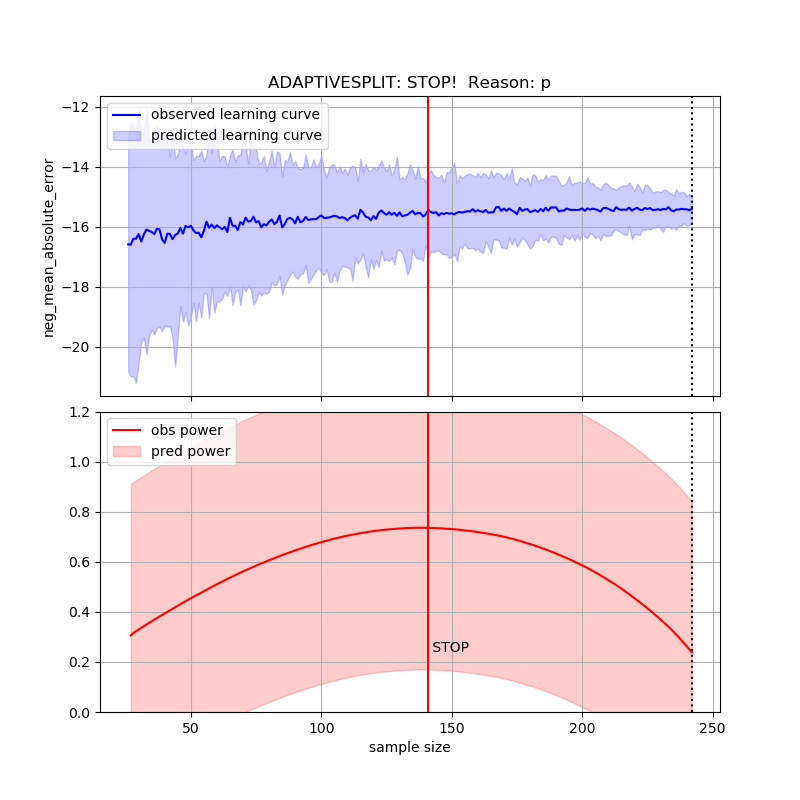 ADAPTIVESPLIT: STOP!  Reason: p
observed learning curve
predicted learning curve
neg_mean_absolute_error
−12
−14
−16
−18
−20
obs power
pred power
1.2
1.0
0.8
0.6
0.4
0.2
0.0
STOP
50
100
150
200
250
sample size